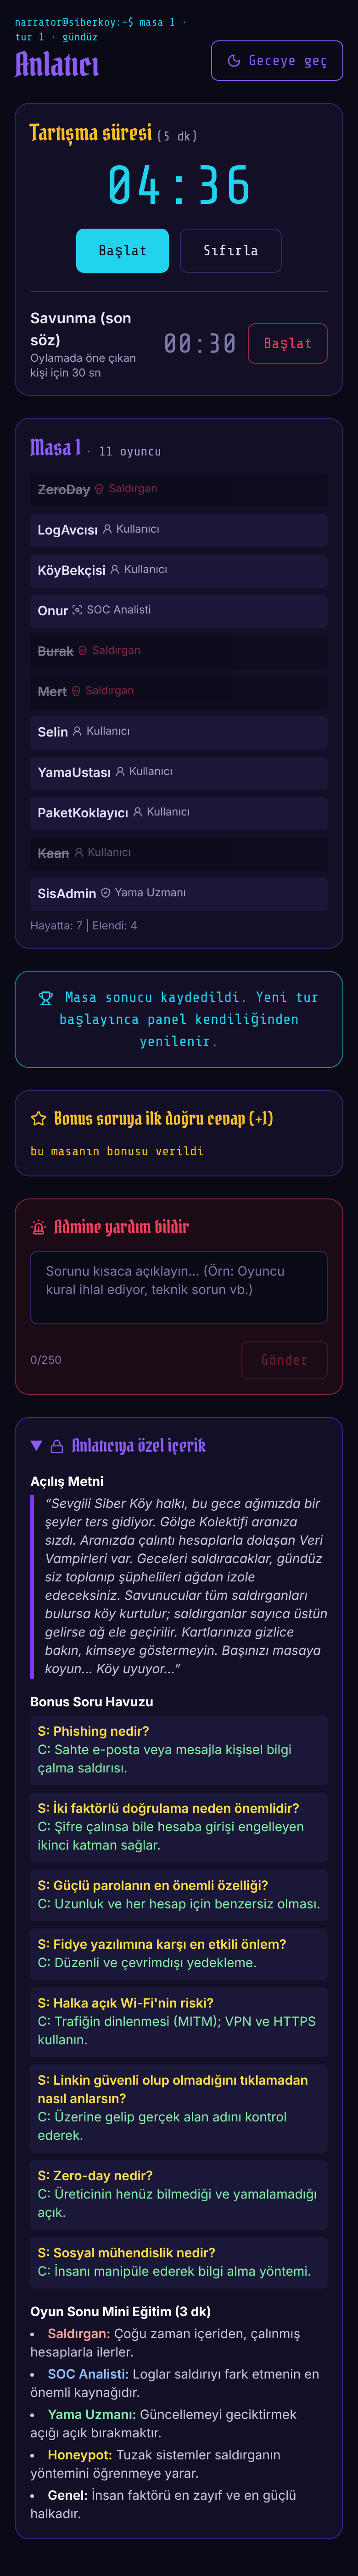 narrator@siberkoy:~$ masa 1 ·
tur 1 · gündüz
Anlatıcı
Geceye geç
Tartışma süresi (5 dk)
04:36
Başlat
Sıfırla
Savunma (son
söz)
Oylamada öne çıkan
kişi için 30 sn
00:30
Başlat
Masa 1 · 11 oyuncu
ZeroDay Saldırgan
LogAvcısı Kullanıcı
KöyBekçisi Kullanıcı
Onur SOC Analisti
Burak Saldırgan
Mert Saldırgan
Selin Kullanıcı
YamaUstası Kullanıcı
PaketKoklayıcı Kullanıcı
Kaan Kullanıcı
SisAdmin Yama Uzmanı
Hayatta: 7 | Elendi: 4
Masa sonucu kaydedildi. Yeni tur
başlayınca panel kendiliğinden
yenilenir.
Bonus soruya ilk doğru cevap (+1)
bu masanın bonusu verildi
Admine yardım bildir
Sorunu kısaca açıklayın... (Örn: Oyuncu
kural ihlal ediyor, teknik sorun vb.)
0/250
Gönder
Anlatıcıya özel içerik
Açılış Metni
“Sevgili Siber Köy halkı, bu gece ağımızda bir
şeyler ters gidiyor. Gölge Kolektifi aranıza
sızdı. Aranızda çalıntı hesaplarla dolaşan Veri
Vampirleri var. Geceleri saldıracaklar, gündüz
siz toplanıp şüphelileri ağdan izole
edeceksiniz. Savunucular tüm saldırganları
bulursa köy kurtulur; saldırganlar sayıca üstün
gelirse ağ ele geçirilir. Kartlarınıza gizlice
bakın, kimseye göstermeyin. Başınızı masaya
koyun... Köy uyuyor...”
Bonus Soru Havuzu
S: Phishing nedir?
C: Sahte e-posta veya mesajla kişisel bilgi
çalma saldırısı.
S: İki faktörlü doğrulama neden önemlidir?
C: Şifre çalınsa bile hesaba girişi engelleyen
ikinci katman sağlar.
S: Güçlü parolanın en önemli özelliği?
C: Uzunluk ve her hesap için benzersiz olması.
S: Fidye yazılımına karşı en etkili önlem?
C: Düzenli ve çevrimdışı yedekleme.
S: Halka açık Wi-Fi'nin riski?
C: Trafiğin dinlenmesi (MITM); VPN ve HTTPS
kullanın.
S: Linkin güvenli olup olmadığını tıklamadan
nasıl anlarsın?
C: Üzerine gelip gerçek alan adını kontrol
ederek.
S: Zero-day nedir?
C: Üreticinin henüz bilmediği ve yamalamadığı
açık.
S: Sosyal mühendislik nedir?
C: İnsanı manipüle ederek bilgi alma yöntemi.
Oyun Sonu Mini Eğitim (3 dk)
• Saldırgan: Çoğu zaman içeriden, çalınmış
hesaplarla ilerler.
• SOC Analisti: Loglar saldırıyı fark etmenin en
önemli kaynağıdır.
• Yama Uzmanı: Güncellemeyi geciktirmek
açığı açık bırakmaktır.
• Honeypot: Tuzak sistemler saldırganın
yöntemini öğrenmeye yarar.
• Genel: İnsan faktörü en zayıf ve en güçlü
halkadır.